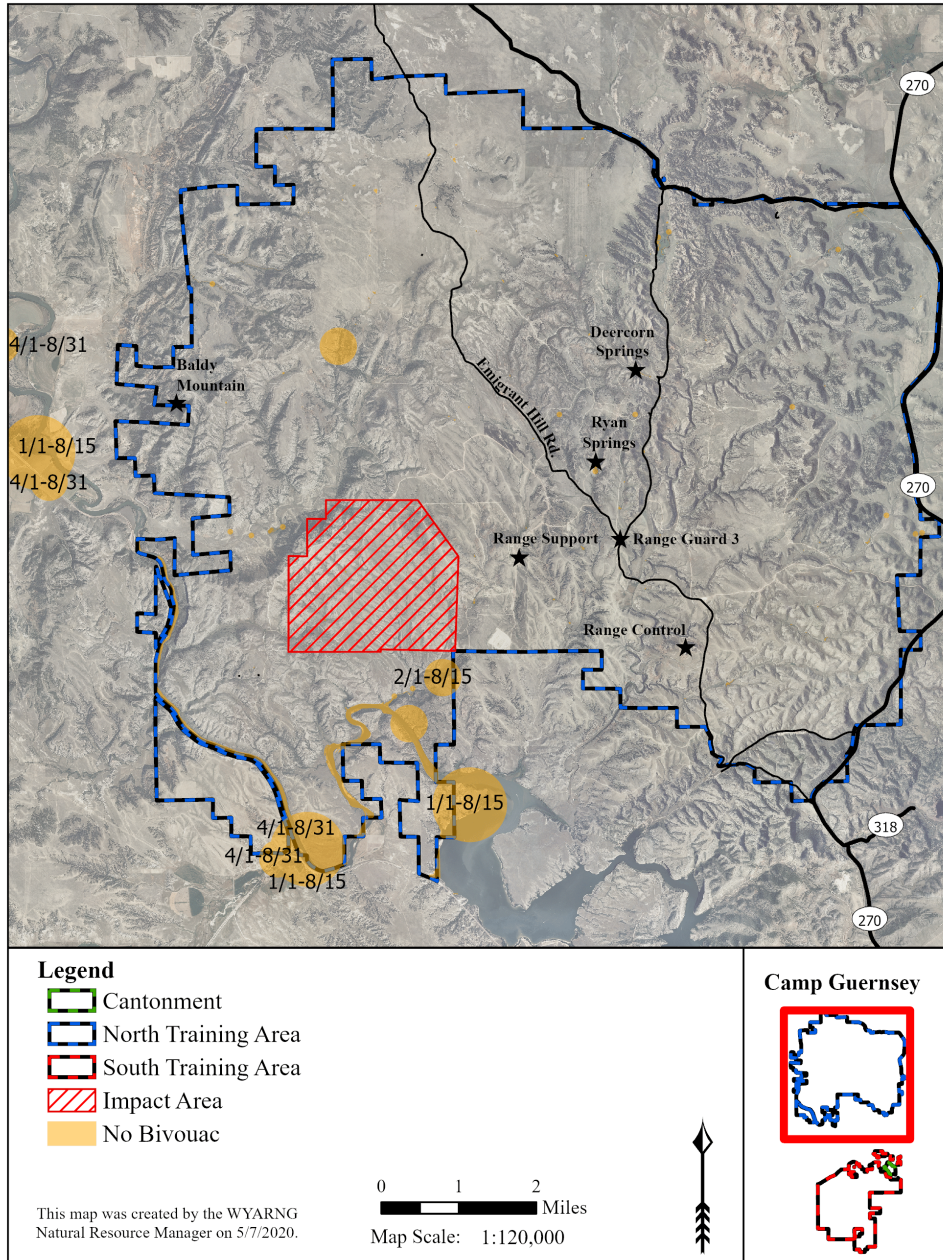 270
Deercorn
Springs
4/1-8/31
Baldy
Mountain
Emigrant Hill Rd.
Ryan
Springs
1/1-8/15
4/1-8/31
270
Range Support
Range Guard 3
Range Control
2/1-8/15
1/1-8/15
4/1-8/31
318
4/1-8/31
1/1-8/15
270
Legend
Cantonment
North Training Area
South Training Area
Impact Area
No Bivouac
This map was created by the WYARNG
Natural Resource Manager on 5/7/2020.
0 1 2
Miles
Map Scale: 1:120,000
Camp Guernsey